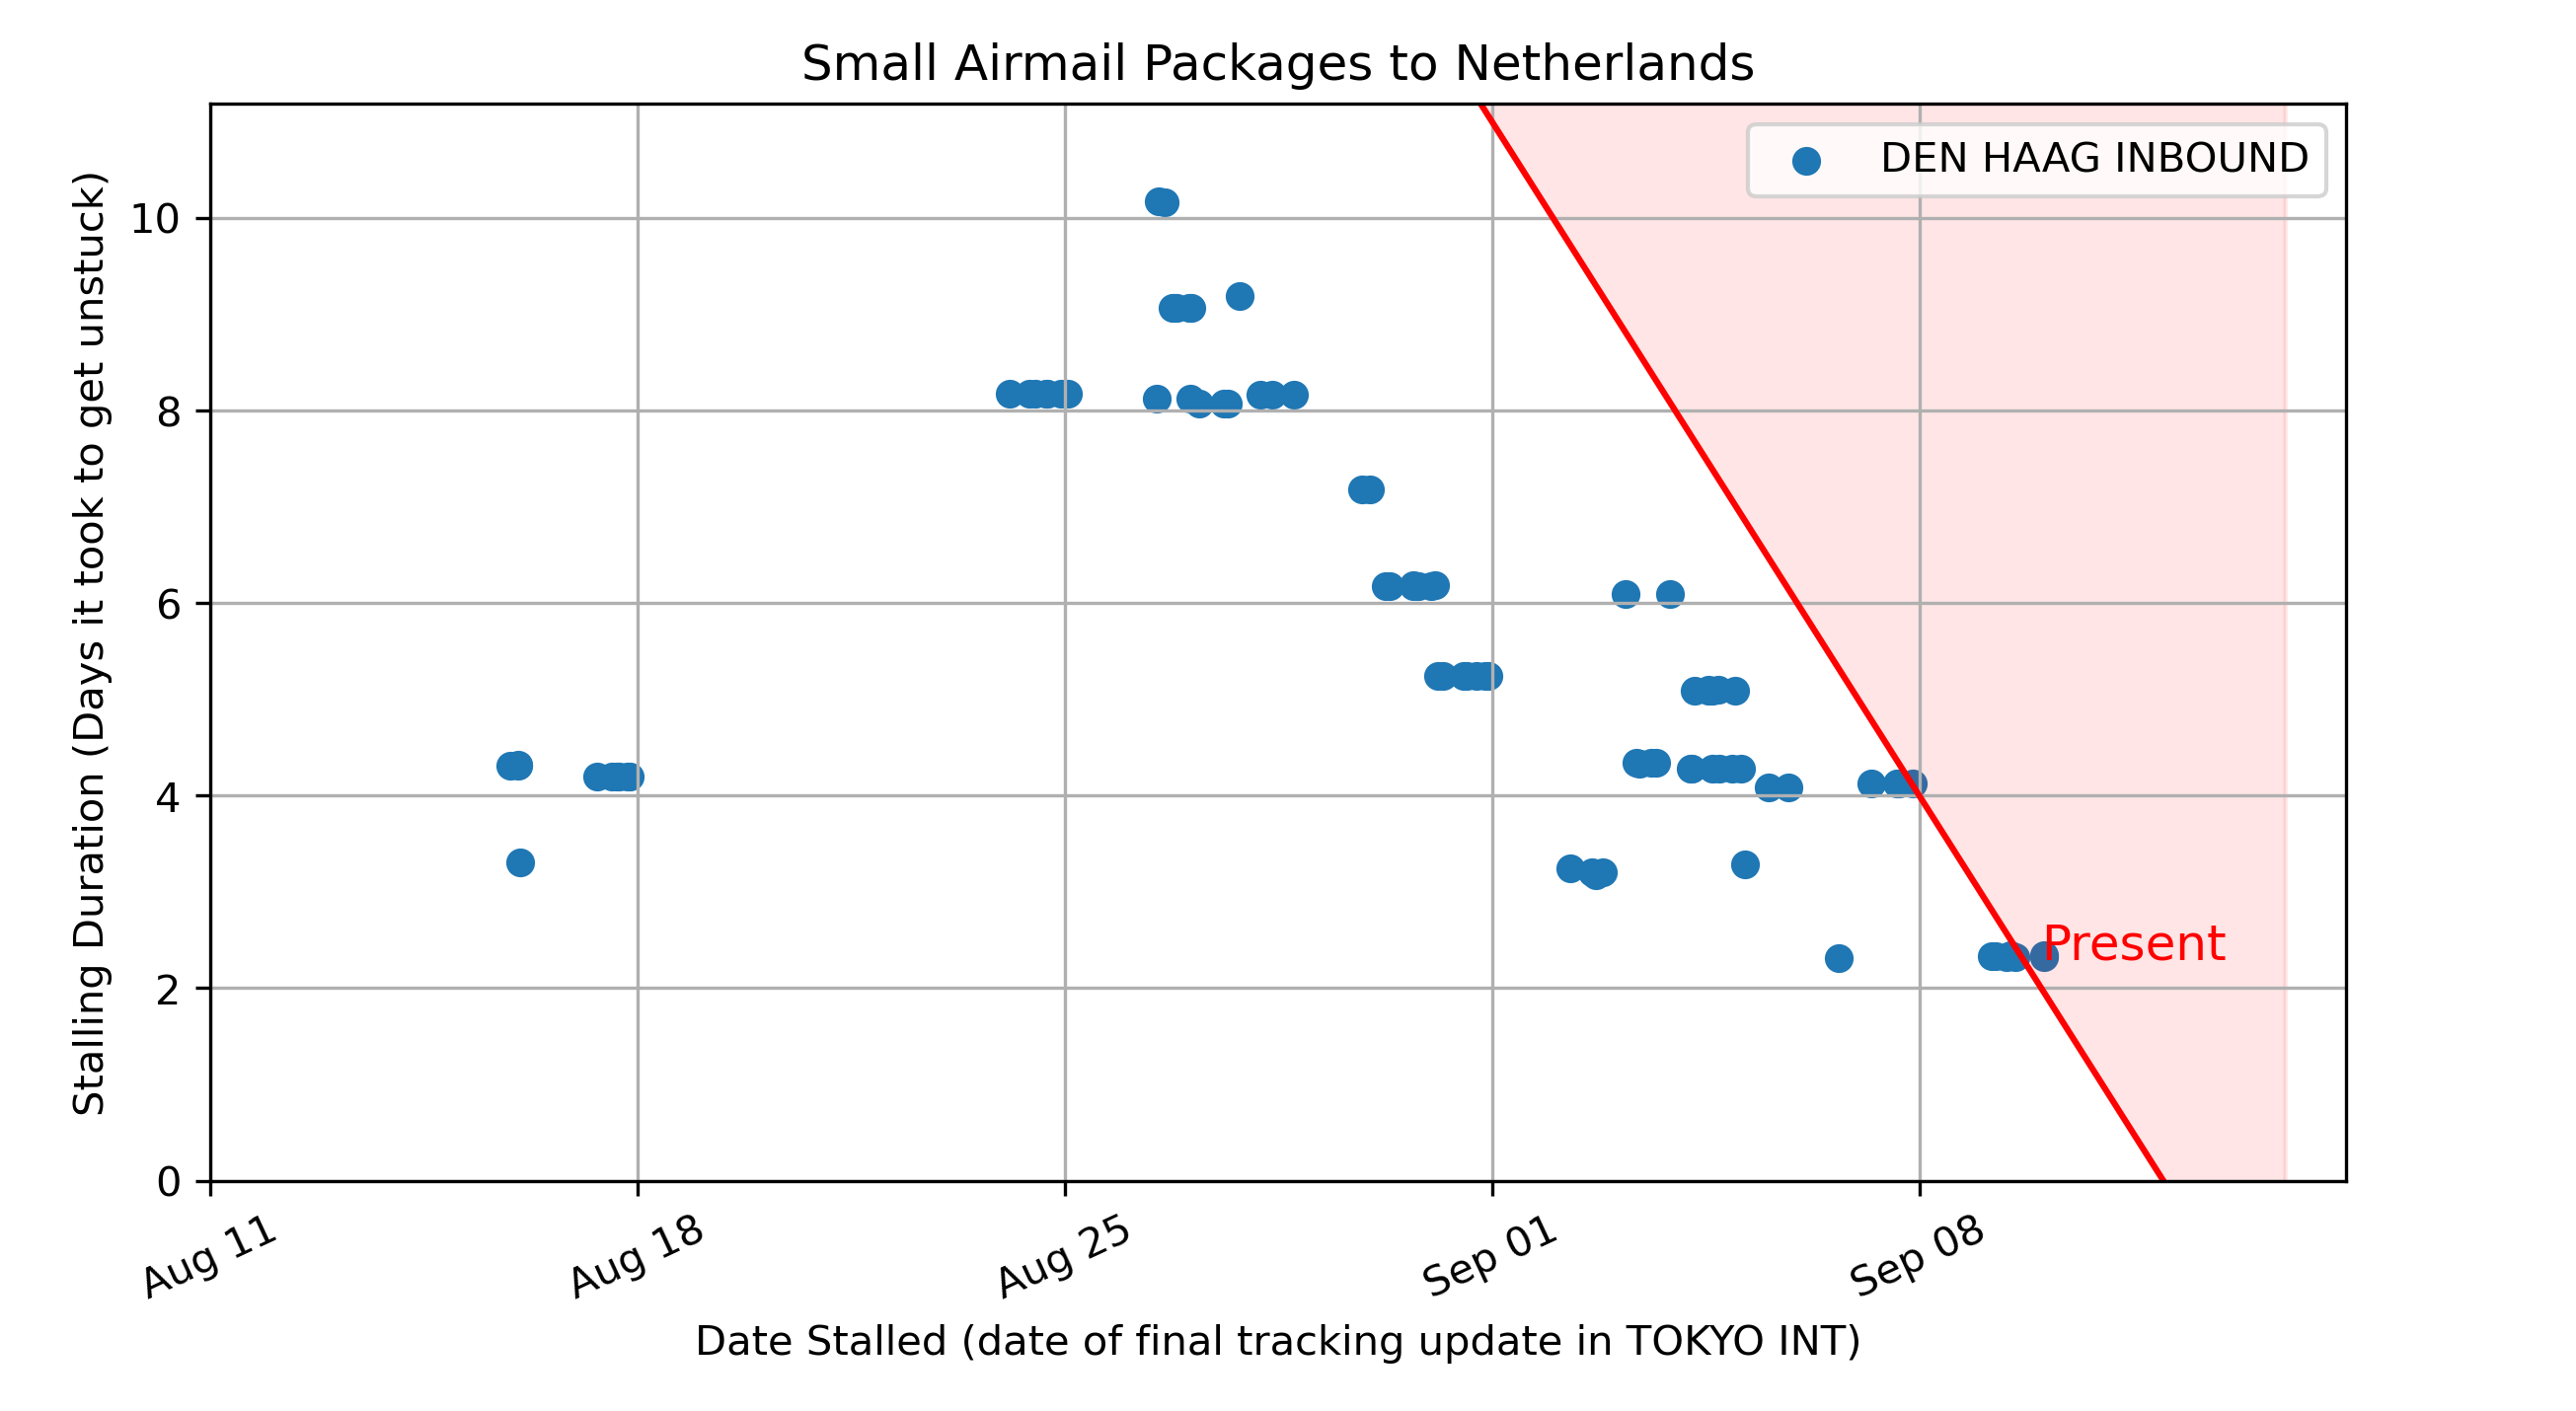 Small Airmail Packages to Netherlands
DEN HAAG INBOUND
Stalling Duration (Days it took to get unstuck)
10
8
6
4
2
0
Present
Aug 11
Aug 18
Aug 25
Sep 01
Sep 08
Date Stalled (date of final tracking update in TOKYO INT)